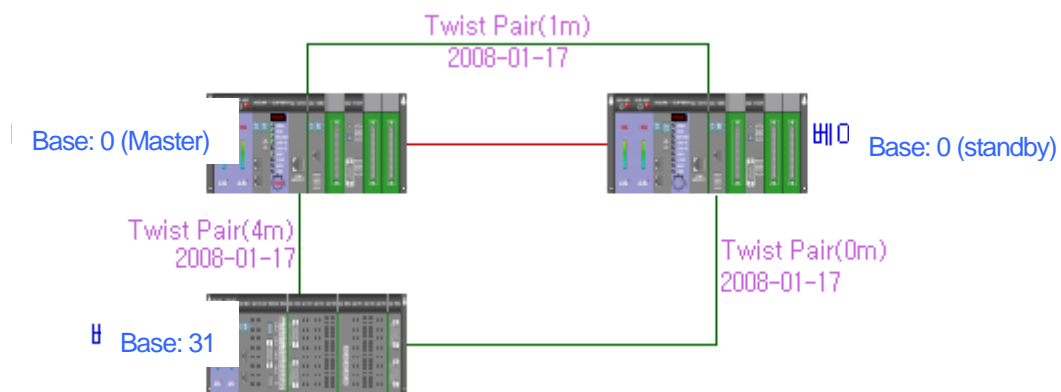 Twist Pair(1m)
2008-01-17
Base: 0 (Master)
베이 Base: 0 (standby)
Twist Pair(4m)
2008-01-17
Twist Pair(0m)
2008-01-17
Base: 31